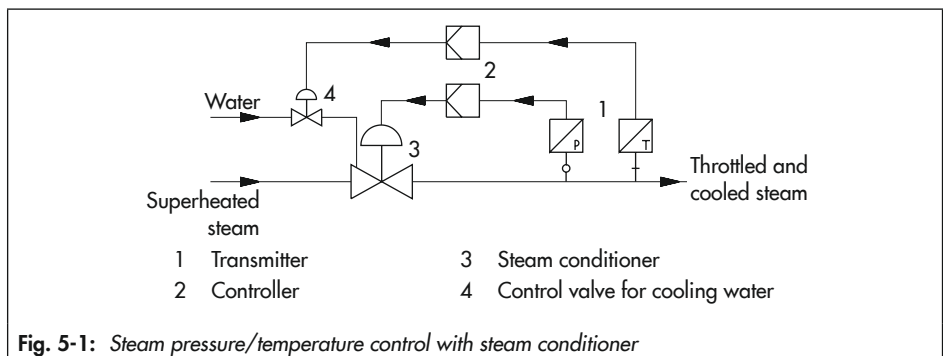 2
4
Water
1
3
P
T
Throttled and
cooled steam
Superheated
steam
1 Transmitter
3 Steam conditioner
2 Controller
4 Control valve for cooling water
Fig. 5-1: Steam pressure/temperature control with steam conditioner